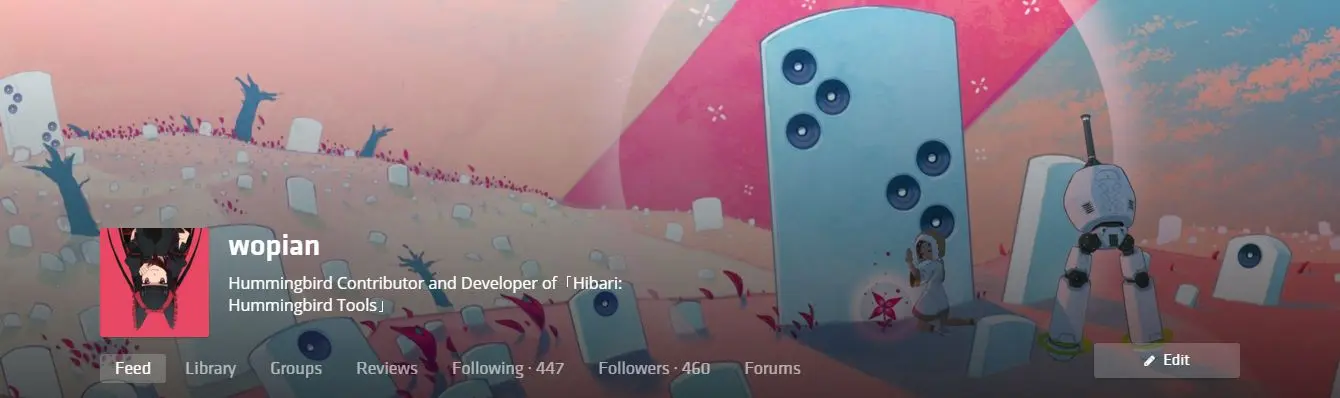 wopian
Hummingbird Contributor and Developer of「Hibari:
Hummingbird Tools」
Feed Library Groups Reviews Following · 447 Followers · 460 Forums Edit